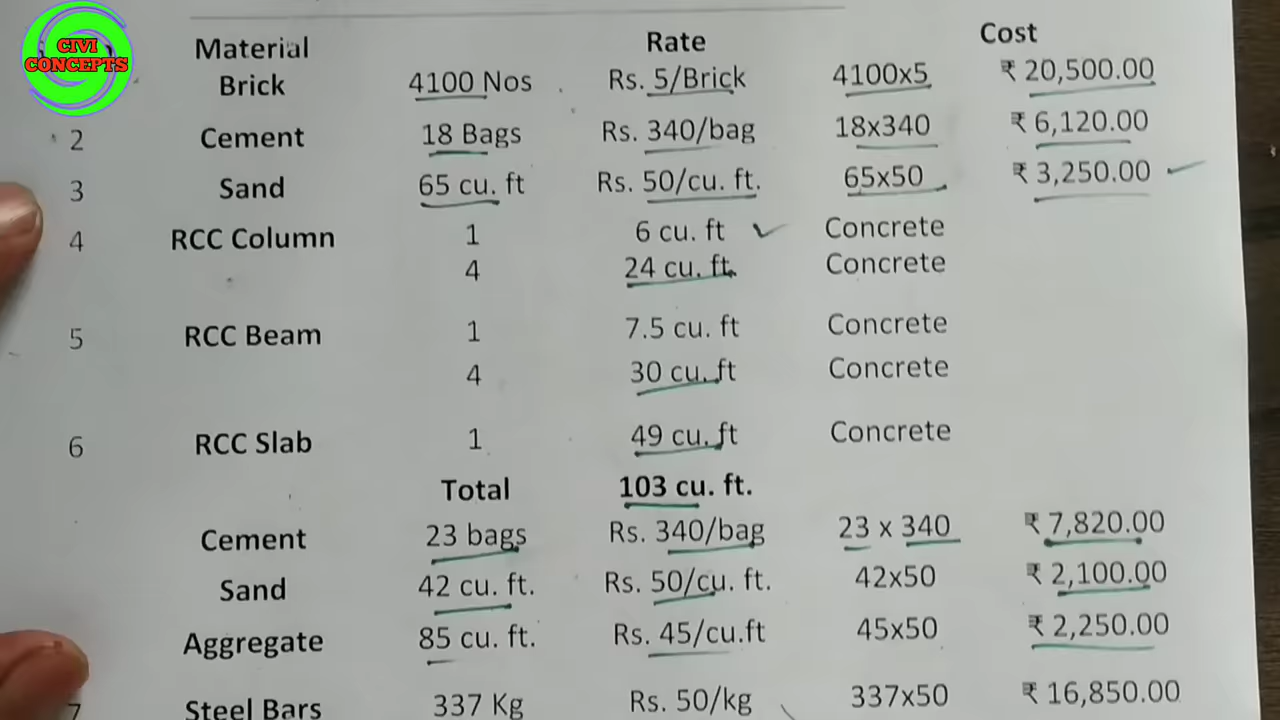 CIVI
CONCEPTS
Material Rate Cost
Brick 4100 Nos Rs. 5/Brick 4100x5 ₹ 20,500.00
2 Cement 18 Bags Rs. 340/bag 18x340 ₹ 6,120.00
3 Sand 65 cu. ft Rs. 50/cu. ft. 65x50 ₹ 3,250.00
4 RCC Column 1 6 cu. ft Concrete
4 24 cu. ft. Concrete
5 RCC Beam 1 7.5 cu. ft Concrete
4 30 cu. ft Concrete
6 RCC Slab 1 49 cu. ft Concrete
Total 103 cu. ft.
Cement 23 bags Rs. 340/bag 23 x 340 ₹ 7,820.00
Sand 42 cu. ft. Rs. 50/cu. ft. 42x50 ₹ 2,100.00
Aggregate 85 cu. ft. Rs. 45/cu.ft 45x50 ₹ 2,250.00
7 Steel Bars 337 Kg Rs. 50/kg 337x50 ₹ 16,850.00